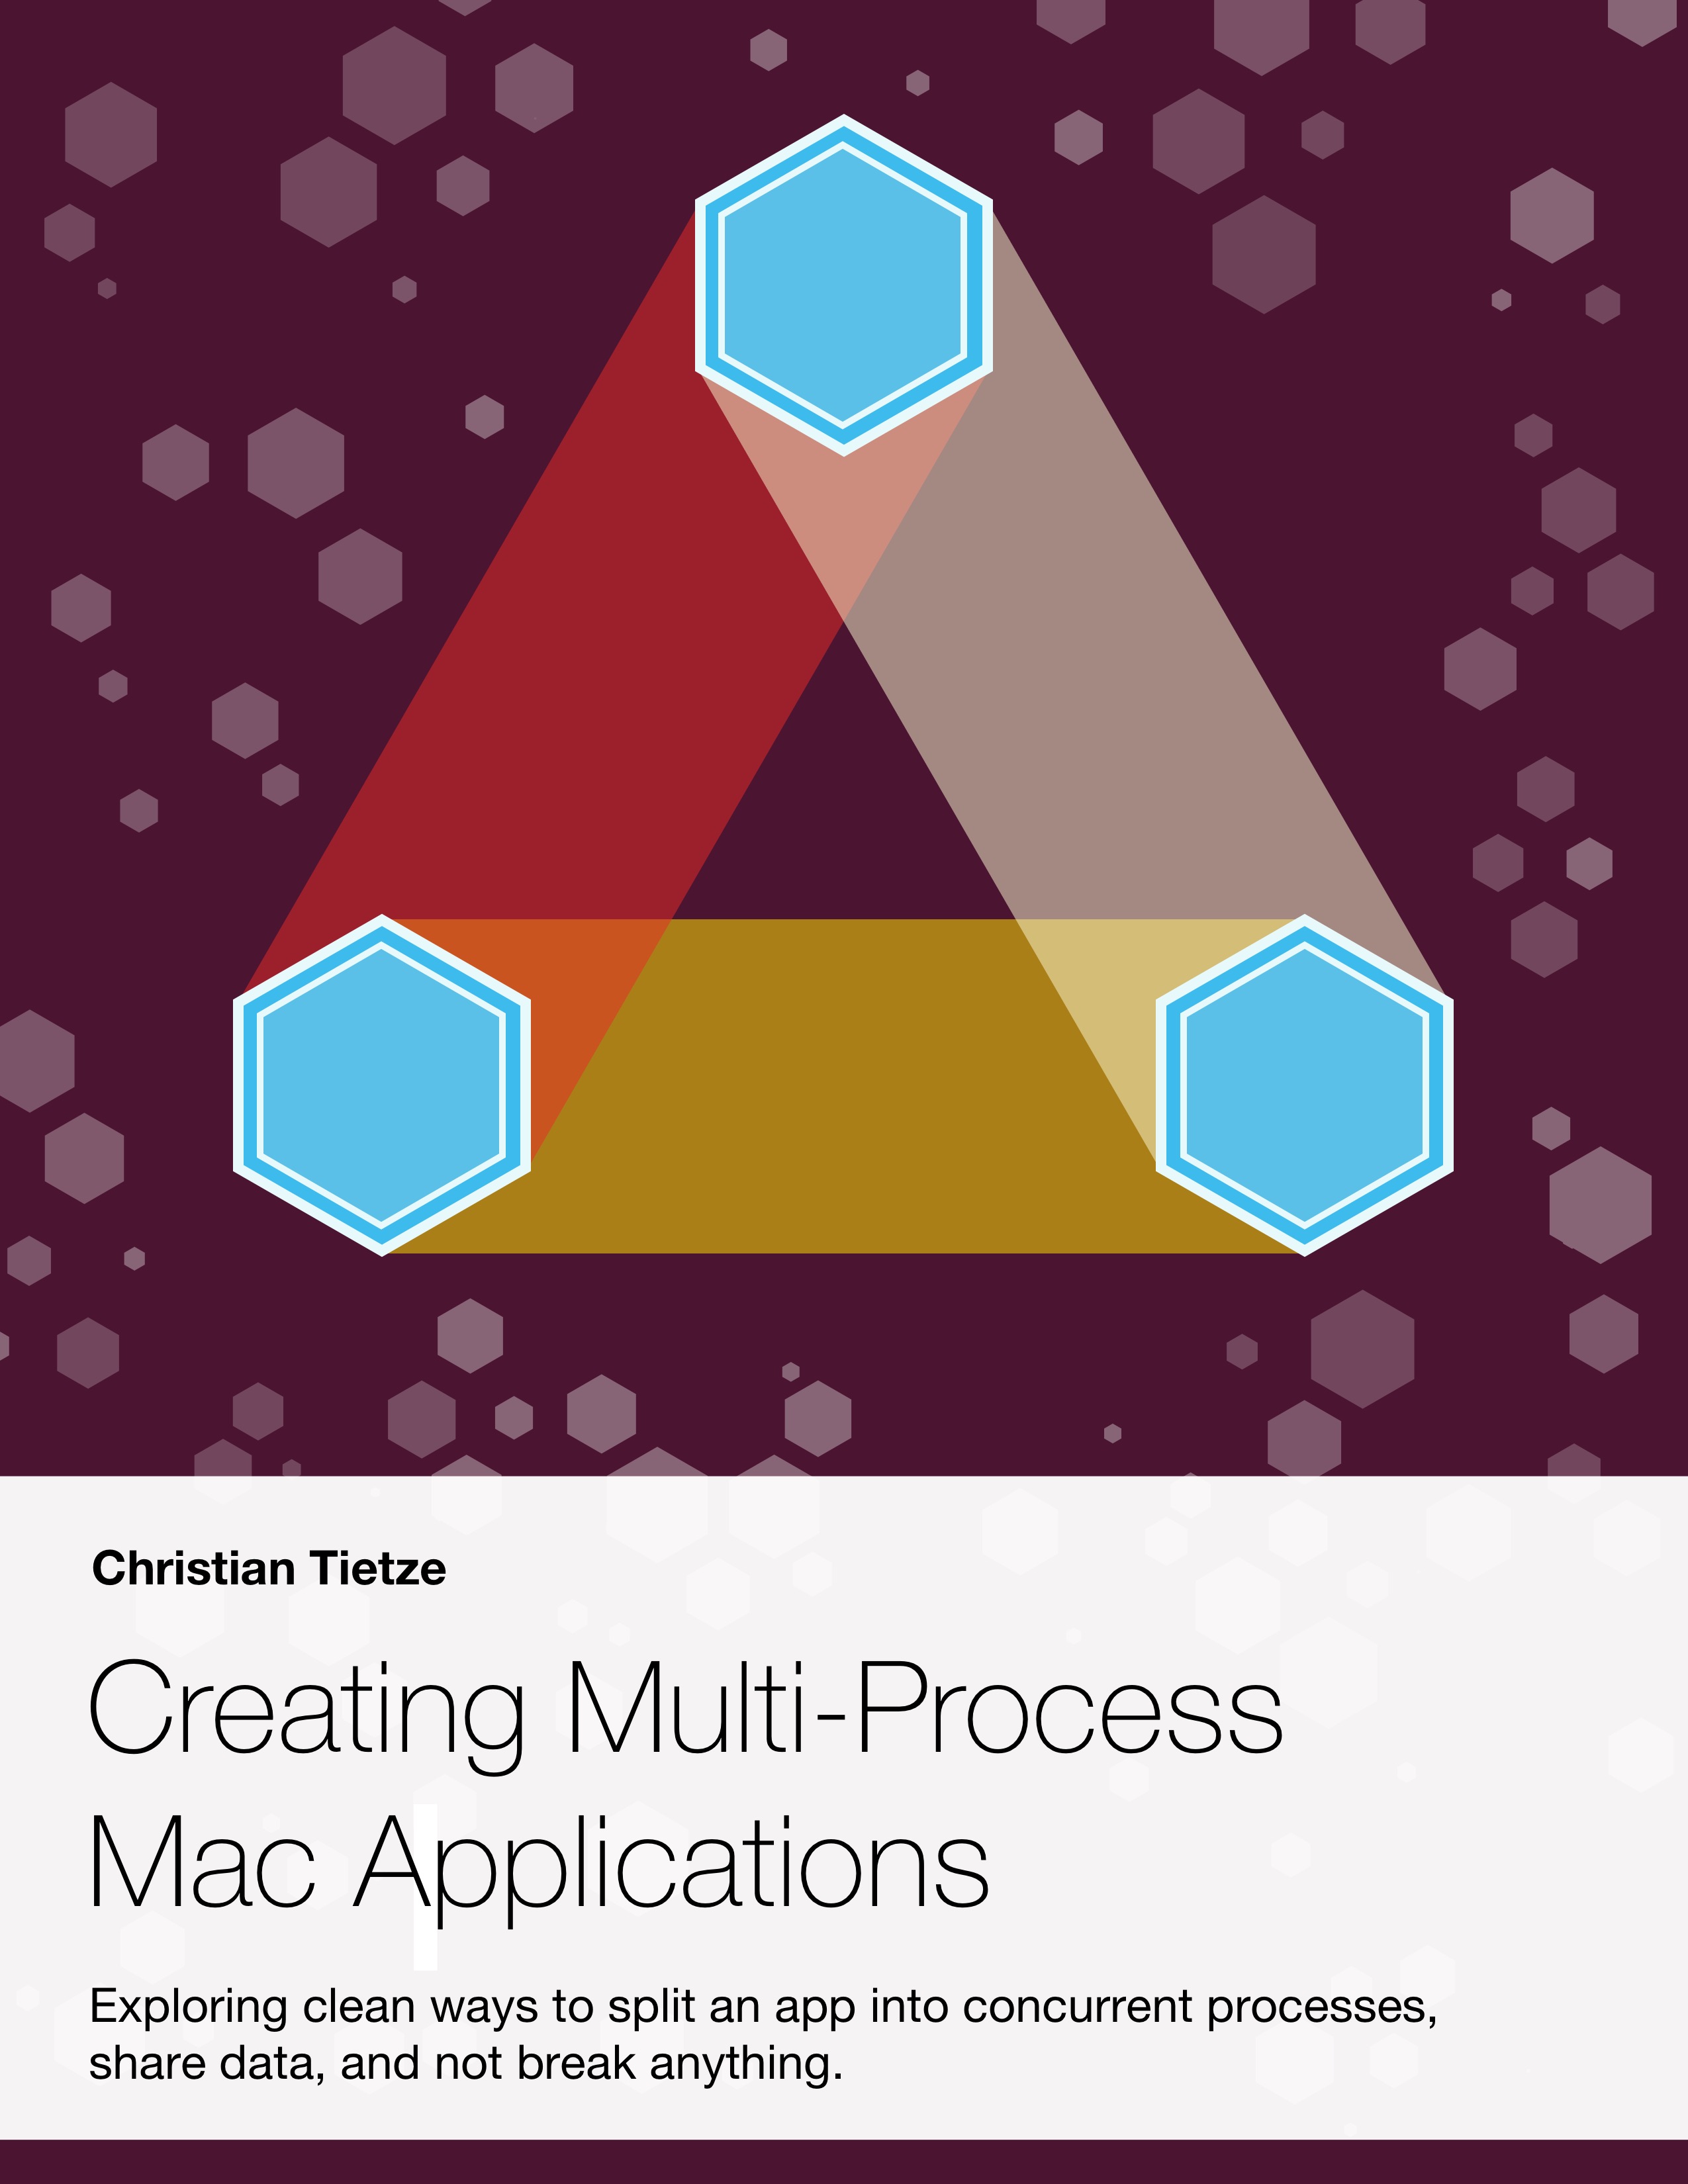 Christian Tietze
Creating Multi-Process
Mac Applications
Exploring clean ways to split an app into concurrent processes,
share data, and not break anything.